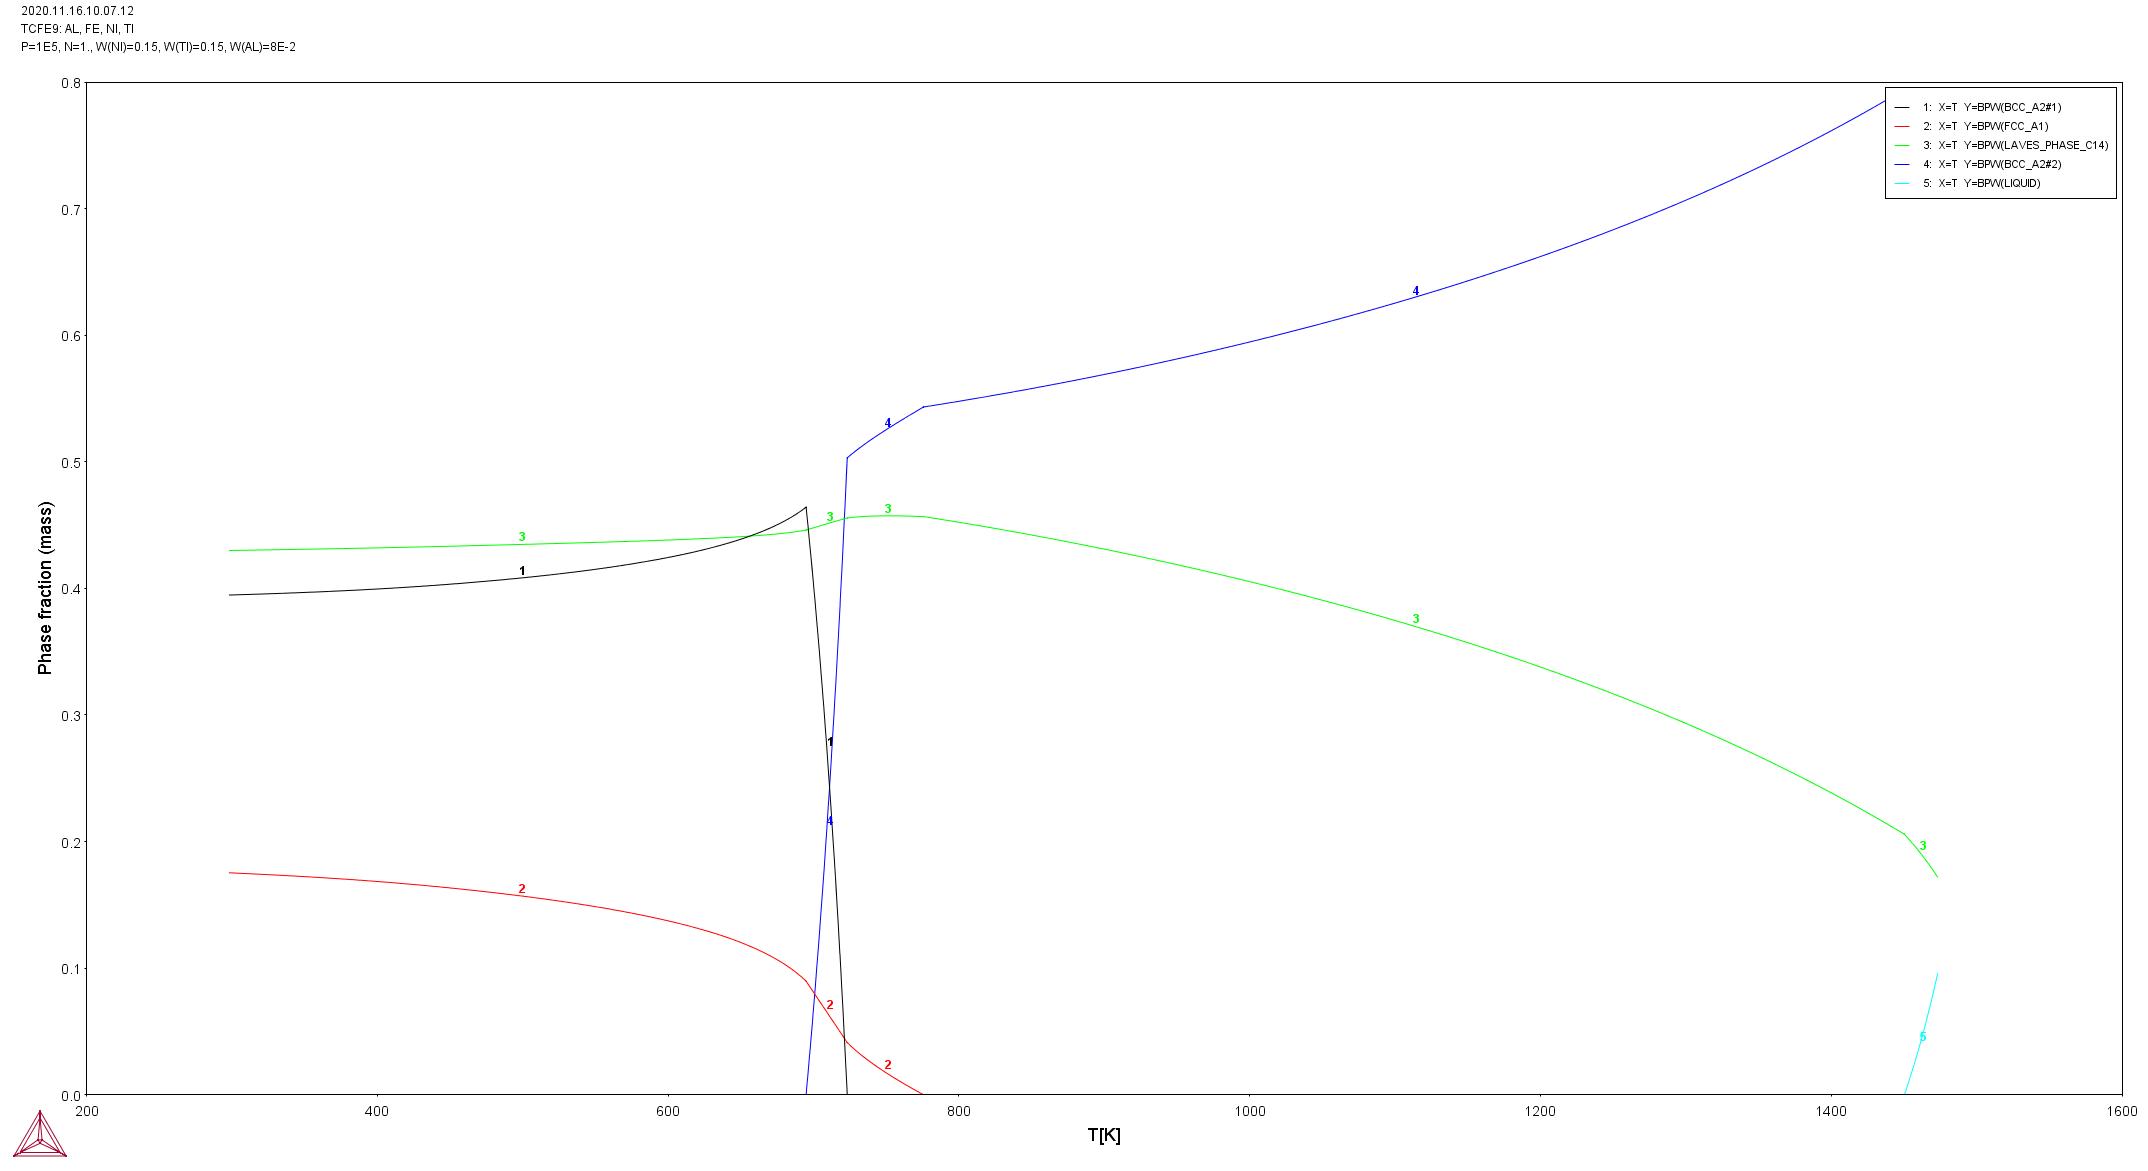 2020.11.16.10.07.12
TCFE9: AL, FE, NI, TI
P=1E5, N=1., W(NI)=0.15, W(TI)=0.15, W(AL)=8E-2
0.8
1: X=T Y=BPW(BCC_A2#1)
2: X=T Y=BPW(FCC_A1)
3: X=T Y=BPW(LAVES_PHASE_C14)
4: X=T Y=BPW(BCC_A2#2)
5: X=T Y=BPW(LIQUID)
0.7
4
0.6
4
3 3
0.5
3
1
3
0.4
Phase fraction (mass)
0.3
1
4
3
0.2
2
0.1
2
5
2
0.0
200 400 600 800 1000 1200 1400 1600
T[K]